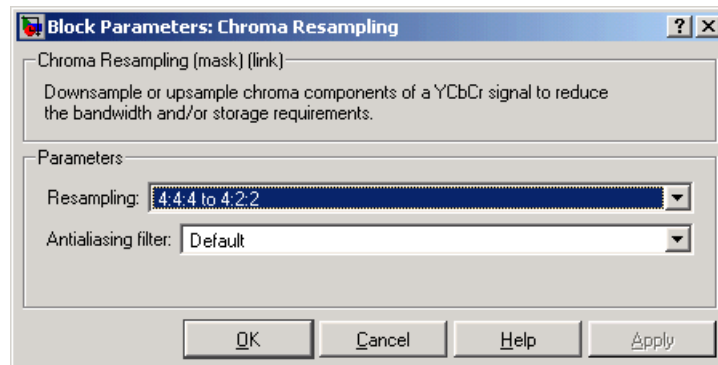 Block Parameters: Chroma Resampling
Chroma Resampling (mask) (link)
Downsample or upsample chroma components of a YCbCr signal to reduce
the bandwidth and/or storage requirements.
Parameters
Resampling: 4:4:4 to 4:2:2
Antialiasing filter: Default
OK Cancel Help Apply